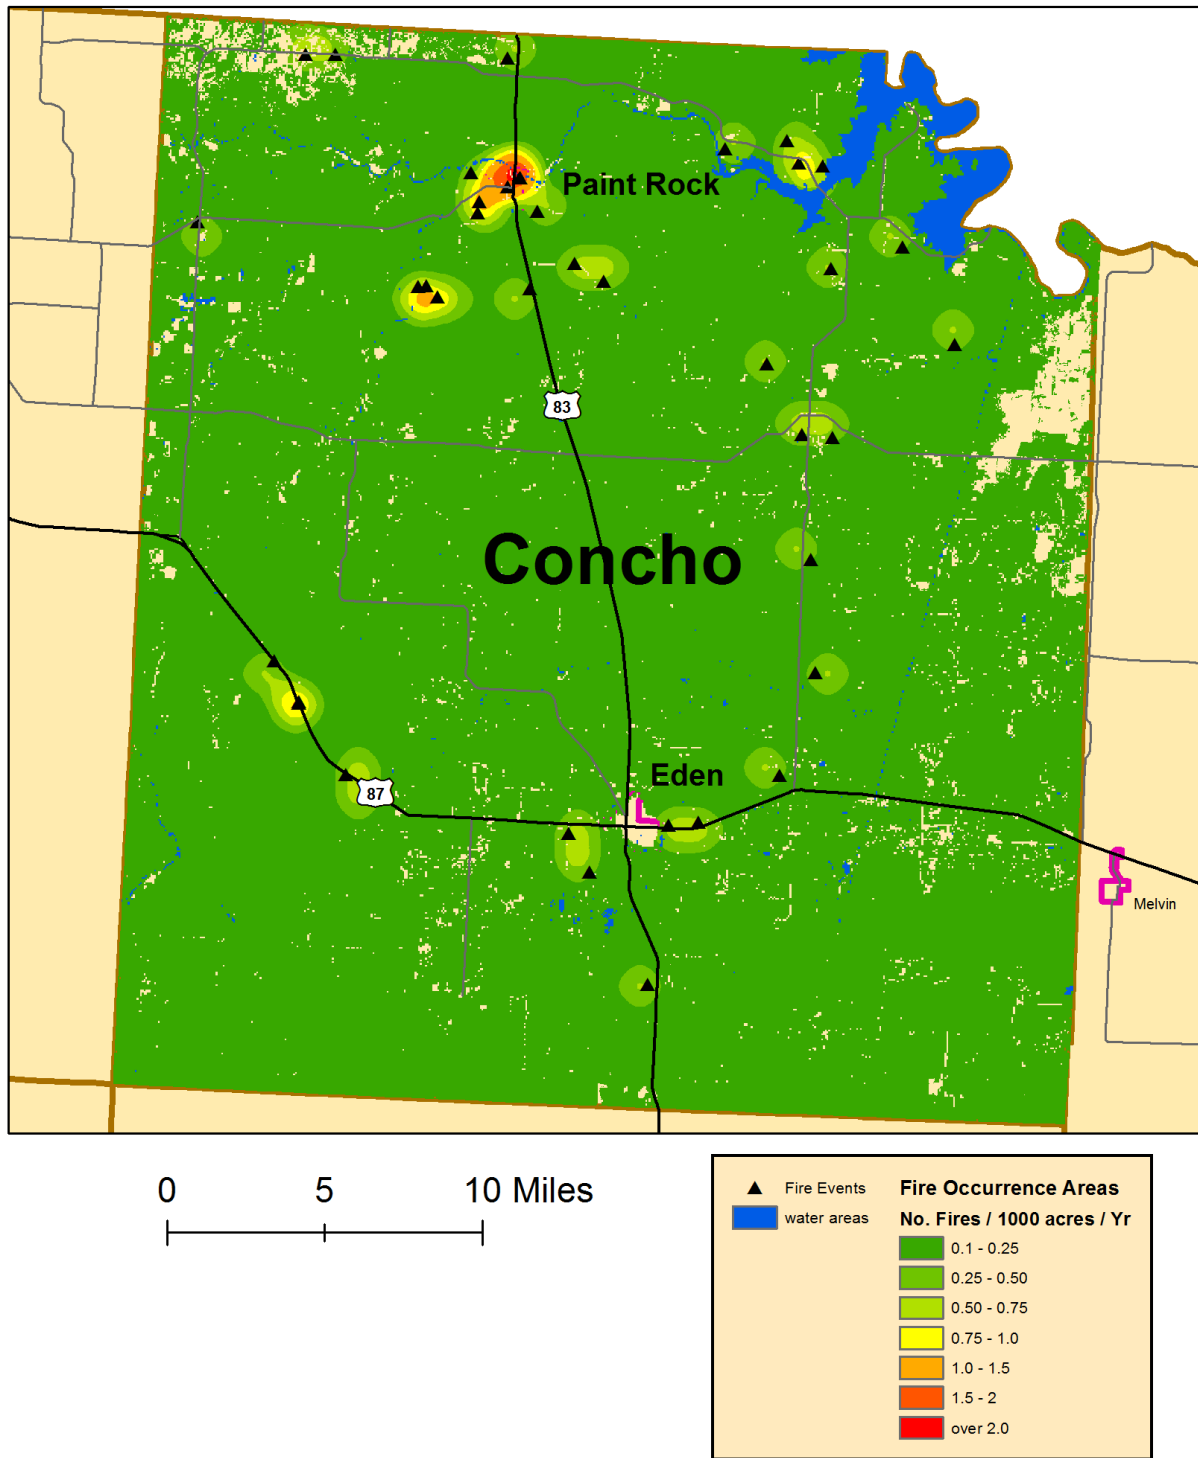 Paint Rock
83
Concho
Eden
87
Melvin
0 5 10 Miles
Fire Events
water areas
Fire Occurrence Areas
No. Fires / 1000 acres / Yr
0.1 - 0.25
0.25 - 0.50
0.50 - 0.75
0.75 - 1.0
1.0 - 1.5
1.5 - 2
over 2.0